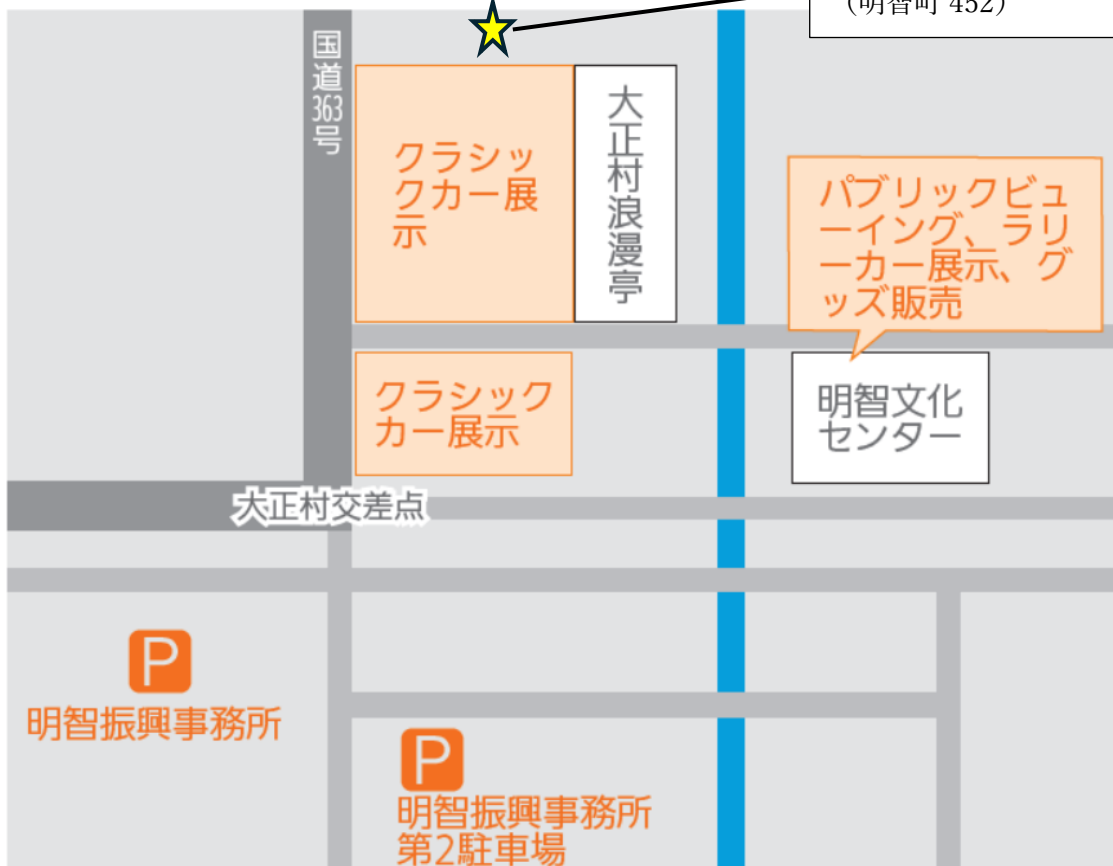 (明智町 452)
国道363号
クラシッ
クカー展
示
大正村浪漫亭
パブリックビュ
ーイング、ラリ
ーカー展示、グ
ッズ販売
クラシック
カー展示
明智文化
センター
大正村交差点
P
明智振興事務所
P
明智振興事務所
第2駐車場